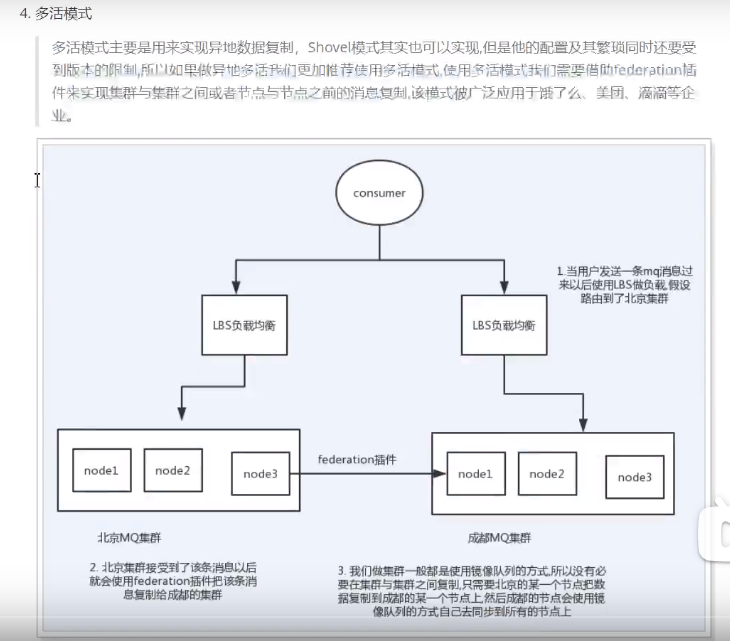 4. 多活模式
多活模式主要是用来实现异地数据复制，Shovel模式其实也可以实现,但是他的配置及其繁琐同时还要受
到版本的限制,所以如果做异地多活我们更加推荐使用多活模式,使用多活模式我们需要借助federation插
件来实现集群与集群之间或者节点与节点之前的消息复制,该模式被广泛应用于饿了么、美团、滴滴等企
业。
consumer
1.当用户发送一条mq消息过
来以后使用LBS做负载,假设
路由到了北京集群
LBS负载均衡
LBS负载均衡
federation插件
node1
node2
node3
node1
node2
node3
北京MQ集群
成都MQ集群
2. 北京集群接受到了该条消息以后
就会使用federation插件把该条消
息复制给成都的集群
3. 我们做集群一般都是使用镜像队列的方式,所以没有必
要在集群与集群之间复制,只需要北京的某一个节点把数
据复制到成都的某一个节点上,然后成都的节点会使用镜
像队列的方式自己去同步到所有的节点上